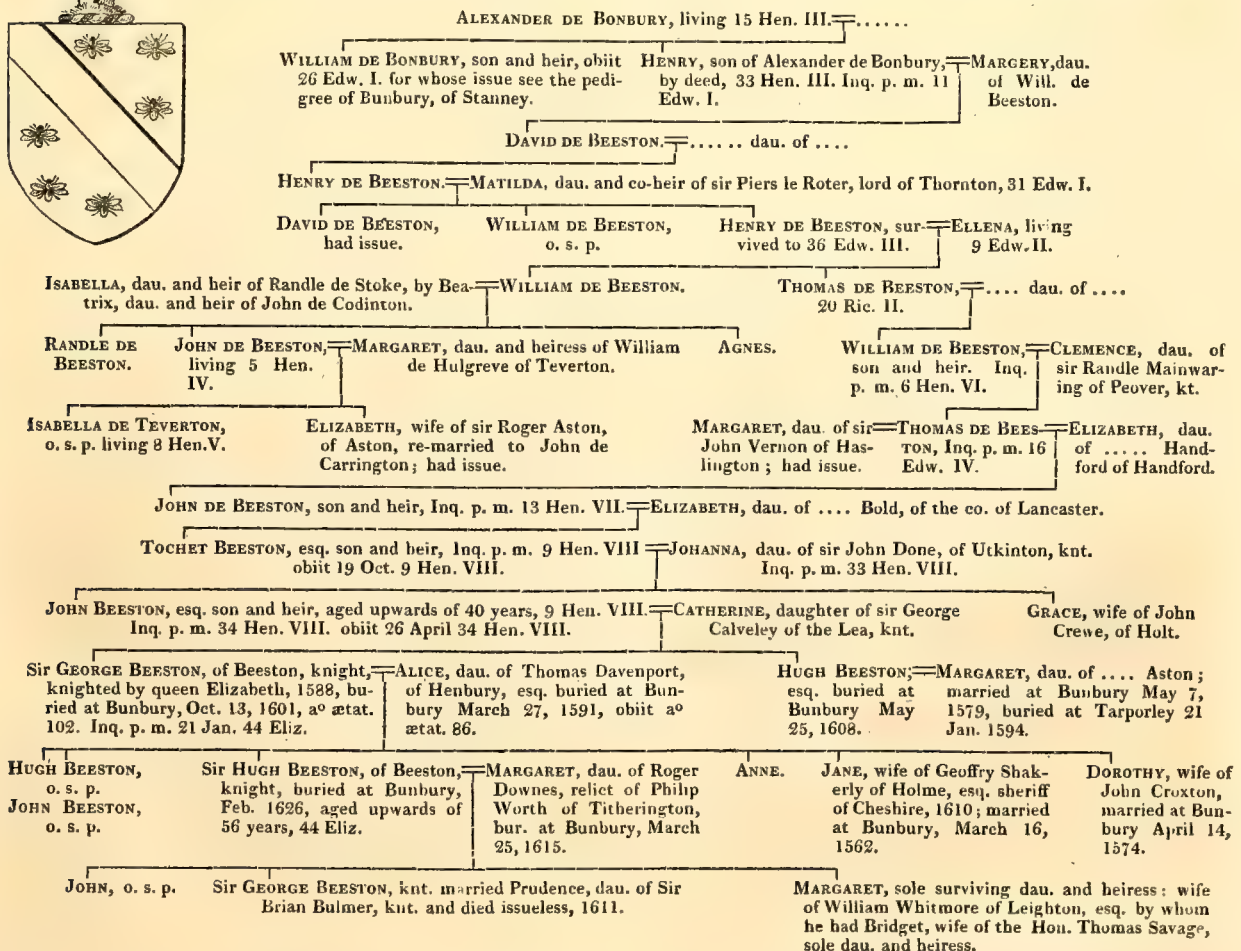 ALEXANDER DE BONBURY, living 15 Hen. III.=......
WILLIAM DE BONBURY, son and heir, obiit
26 Edw. I. for whose issue see the pedi-
gree of Bunbury, of Stanney.
HENRY, son of Alexander de Bonbury,=
by deed, 33 Hen. III. Inq. p. m. 11
Edw. I.
MARGERY, dau.
of Will. de
Beeston.
DAVID DE BEESTON.=...... dau. of ....
HENRY DE BEESTON.=MATILDA, dau. and co-heir of sir Piers le Roter, lord of Thornton, 31 Edw. I.
DAVID DE BEESTON,
had issue.
WILLIAM DE BEESTON,
o. s. p.
HENRY DE BEESTON, sur-=
vived to 36 Edw. III.
ELLENA, living
9 Edw. II.
ISABELLA, dau. and heir of Randle de Stoke, by Bea-=
trix, dau. and heir of John de Codinton.
WILLIAM DE BEESTON.
THOMAS DE BEESTON,=.... dau. of ....
20 Ric. II.
RANDLE DE
BEESTON.
JOHN DE BEESTON,=
living 5 Hen.
IV.
MARGARET, dau. and heiress of William
de Hulgreve of Teverton.
AGNES.
WILLIAM DE BEESTON,=
son and heir. Inq.
p. m. 6 Hen. VI.
CLEMENCE, dau. of
sir Randle Mainwar-
ing of Peover, kt.
ISABELLA DE TEVERTON,
o. s. p. living 8 Hen. V.
ELIZABETH, wife of sir Roger Aston,
of Aston, re-married to John de
Carrington; had issue.
MARGARET, dau. of sir=
John Vernon of Has-
lington; had issue.
THOMAS DE BEES-=
TON, Inq. p. m. 16
Edw. IV.
ELIZABETH, dau.
of ..... Hand-
ford of Handford.
JOHN DE BEESTON, son and heir, Inq. p. m. 13 Hen. VII.=ELIZABETH, dau. of .... Bold, of the co. of Lancaster.
TOCHET BEESTON, esq. son and heir, Inq. p. m. 9 Hen. VIII=
obiit 19 Oct. 9 Hen. VIII.
JOHANNA, dau. of sir John Done, of Utkinton, knt.
Inq. p. m. 33 Hen. VIII.
JOHN BEESTON, esq. son and heir, aged upwards of 40 years, 9 Hen. VIII.=
Inq. p. m. 34 Hen. VIII. obiit 26 April 34 Hen. VIII.
CATHERINE, daughter of sir George
Calveley of the Lea, knt.
GRACE, wife of John
Crewe, of Holt.
Sir GEORGE BEESTON, of Beeston, knight,=
knighted by queen Elizabeth, 1588, bu-
ried at Bunbury, Oct. 13, 1601, aº ætat.
102. Inq. p. m. 21 Jan. 44 Eliz.
ALICE, dau. of Thomas Davenport,
of Henbury, esq. buried at Bun-
bury March 27, 1591, obiit aº
ætat. 86.
HUGH BEESTON,=
esq. buried at
Bunbury May
25, 1608.
MARGARET, dau. of .... Aston;
married at Bunbury May 7,
1579, buried at Tarporley 21
Jan. 1594.
HUGH BEESTON,
o. s. p.
JOHN BEESTON,
o. s. p.
Sir HUGH BEESTON, of Beeston,=
knight, buried at Bunbury,
Feb. 1626, aged upwards of
56 years, 44 Eliz.
MARGARET, dau. of Roger
Downes, relict of Philip
Worth of Titherington,
bur. at Bunbury, March
25, 1615.
ANNE.
JANE, wife of Geoffry Shak-
erly of Holme, esq. sheriff
of Cheshire, 1610; married
at Bunbury, March 16,
1562.
DOROTHY, wife of
John Croxton,
married at Bun-
bury April 14,
1574.
JOHN, o. s. p.
Sir GEORGE BEESTON, knt. married Prudence, dau. of Sir
Brian Bulmer, knt. and died issueless, 1611.
MARGARET, sole surviving dau. and heiress: wife
of William Whitmore of Leighton, esq. by whom
he had Bridget, wife of the Hon. Thomas Savage,
sole dau. and heiress.